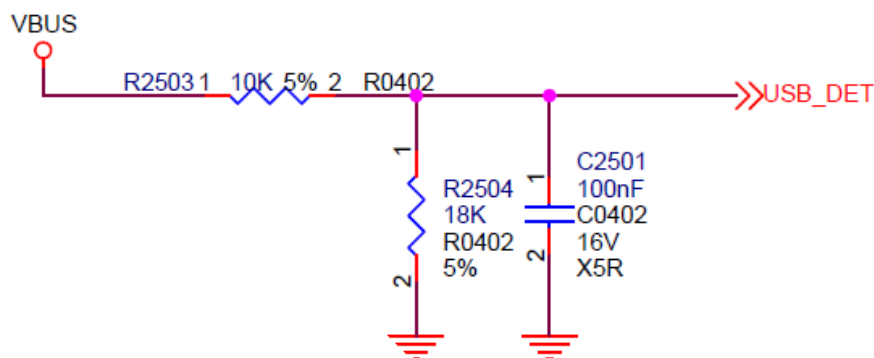 VBUS
R2503 1 10K 5% 2 R0402
USB_DET
1
R2504
18K
R0402
5%
2
1
C2501
100nF
C0402
16V
X5R
2